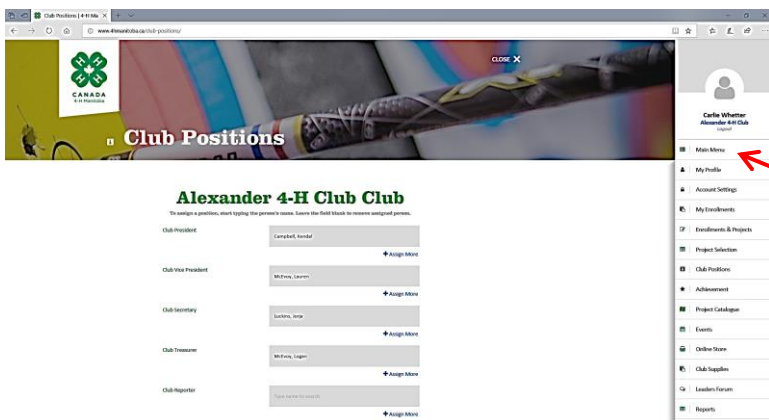 Club Positions | 4-H Ma
www.4hmanitoba.ca/club-positions/
CANADA
4-H Manitoba
CLOSE X
Club Positions
Alexander 4-H Club Club
To assign a position, start typing the person's name. Leave the field blank to remove assigned person.
Club President
Campbell, Kendal
+ Assign More
Club Vice President
McEvoy, Lauren
+ Assign More
Club Secretary
+ Assign More
Club Treasurer
McEvoy, Logan
+ Assign More
Club Reporter
Type name to search
+ Assign More
Carlie Whetter
Alexander 4-H Club
Logout
Main Menu
My Profile
Account Settings
My Enrollments
Enrollments & Projects
Project Selection
Club Positions
Achievement
Project Catalogue
Events
Online Store
Club Supplies
Leaders Forum
Reports